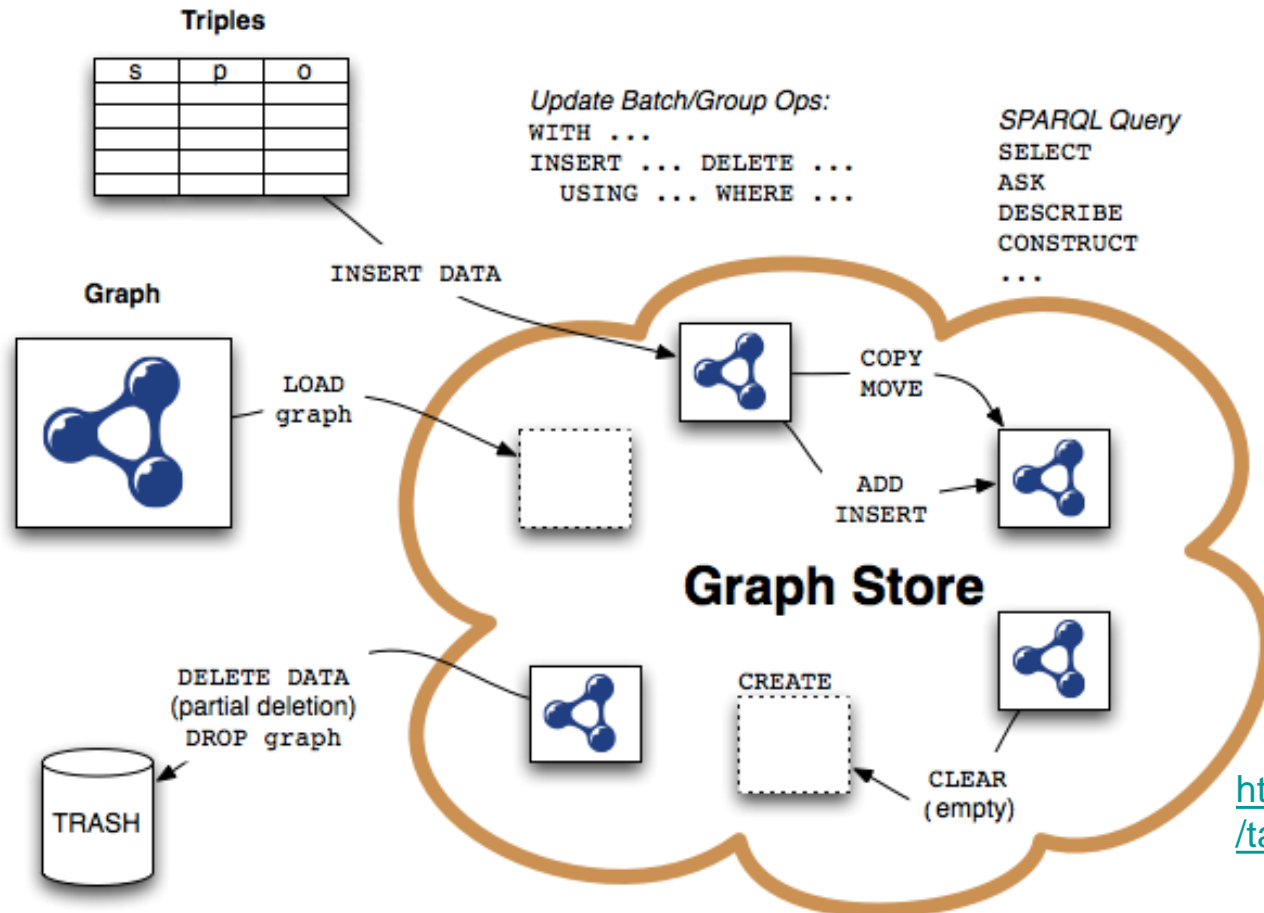 Triples
s p o
Update Batch/Group Ops:
WITH ...
INSERT ... DELETE ...
USING ... WHERE ...
SPARQL Query
SELECT
ASK
DESCRIBE
CONSTRUCT
...
INSERT DATA
Graph
LOAD
graph
COPY
MOVE
ADD
INSERT
Graph Store
DELETE DATA
(partial deletion)
DROP graph
CREATE
CLEAR
(empty)
TRASH